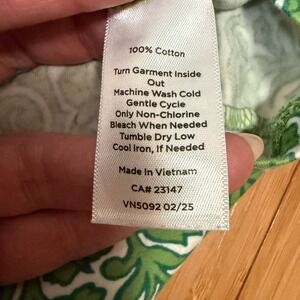 100% Cotton
Turn Garment Inside
Out
Machine Wash Cold
Gentle Cycle
Only Non-Chlorine
Bleach When Needed
Tumble Dry Low
Cool Iron, If Needed
Made In Vietnam
CA# 23147
VN5092 02/25